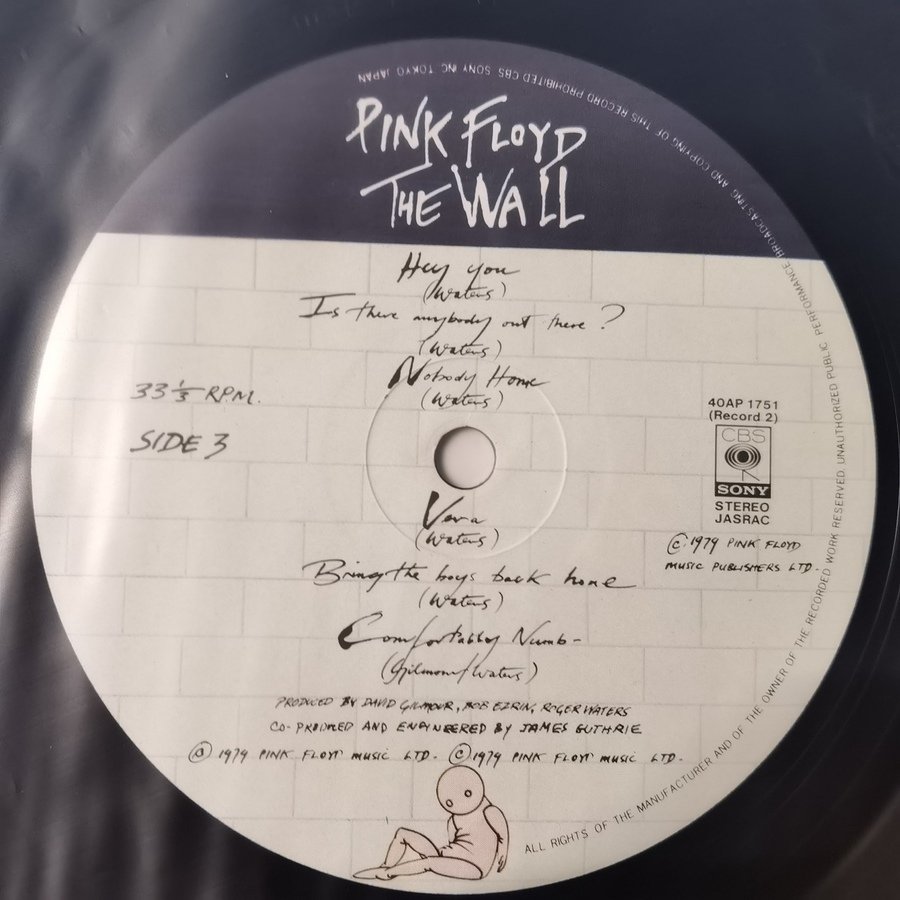 PINK FLOYD
THE WALL
Hey you
(Waters)
Is there anybody out there?
(Waters)
Nobody Home
(Waters)
33 1/3 R.P.M.
SIDE 3
40AP 1751
(Record 2)
CBS
SONY
STEREO
JASRAC
© 1979 PINK FLOYD
MUSIC PUBLISHERS LTD.
Vera
(Waters)
Bring the boys back home
(Waters)
Comfortably Numb-
(Gilmour/Waters)
PRODUCED BY DAVID GILMOUR, BOB EZRIN, ROGER WATERS
CO-PRODUCED AND ENGINEERED BY JAMES GUTHRIE
℗ 1979 PINK FLOYD MUSIC LTD. © 1979 PINK FLOYD MUSIC LTD.
ALL RIGHTS OF THE MANUFACTURER AND OF THE OWNER OF THE RECORDED WORK RESERVED. UNAUTHORIZED PUBLIC PERFORMANCE BROADCASTING AND COPYING OF THIS RECORD PROHIBITED CBS SONY INC. TOKYO JAPAN